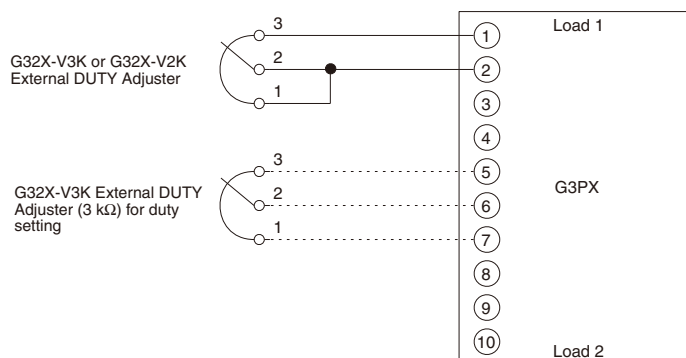 3
1
Load 1
G32X-V3K or G32X-V2K
External DUTY Adjuster
2
2
1
3
4
3
5
G32X-V3K External DUTY
Adjuster (3 kΩ) for duty
setting
2
6
G3PX
1
7
8
9
10
Load 2